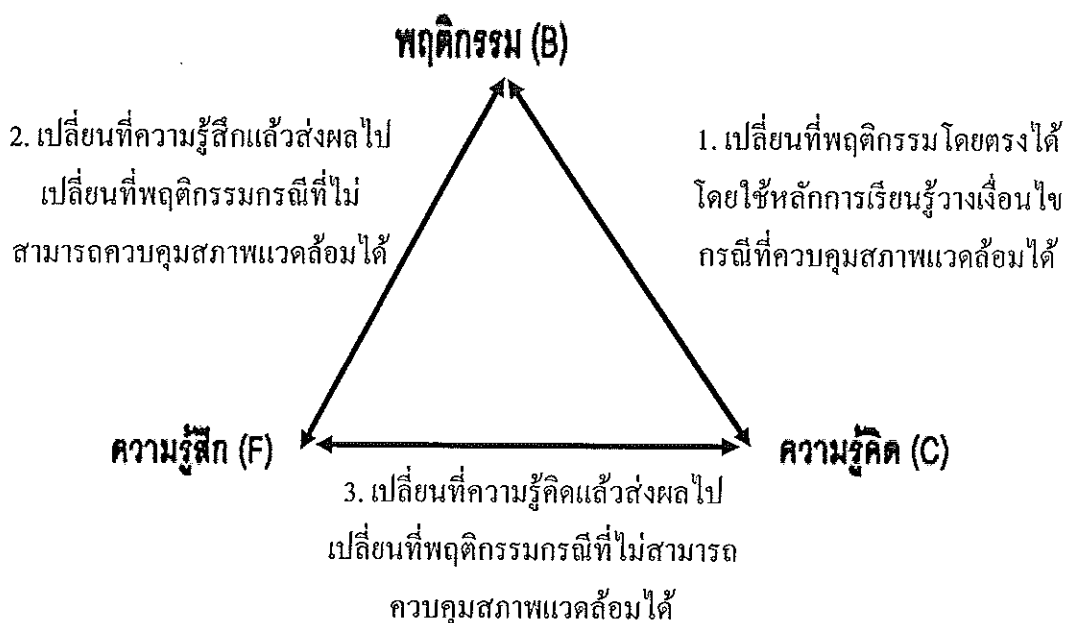 พฤติกรรม (B)
2. เปลี่ยนที่ความรู้สึกแล้วส่งผลไป
เปลี่ยนที่พฤติกรรมกรณีที่ไม่
สามารถควบคุมสภาพแวดล้อมได้
1. เปลี่ยนที่พฤติกรรมโดยตรงได้
โดยใช้หลักการเรียนรู้วางเงื่อนไข
กรณีที่ควบคุมสภาพแวดล้อมได้
ความรู้สึก (F)
ความรู้คิด (C)
3. เปลี่ยนที่ความรู้คิดแล้วส่งผลไป
เปลี่ยนที่พฤติกรรมกรณีที่ไม่สามารถ
ควบคุมสภาพแวดล้อมได้